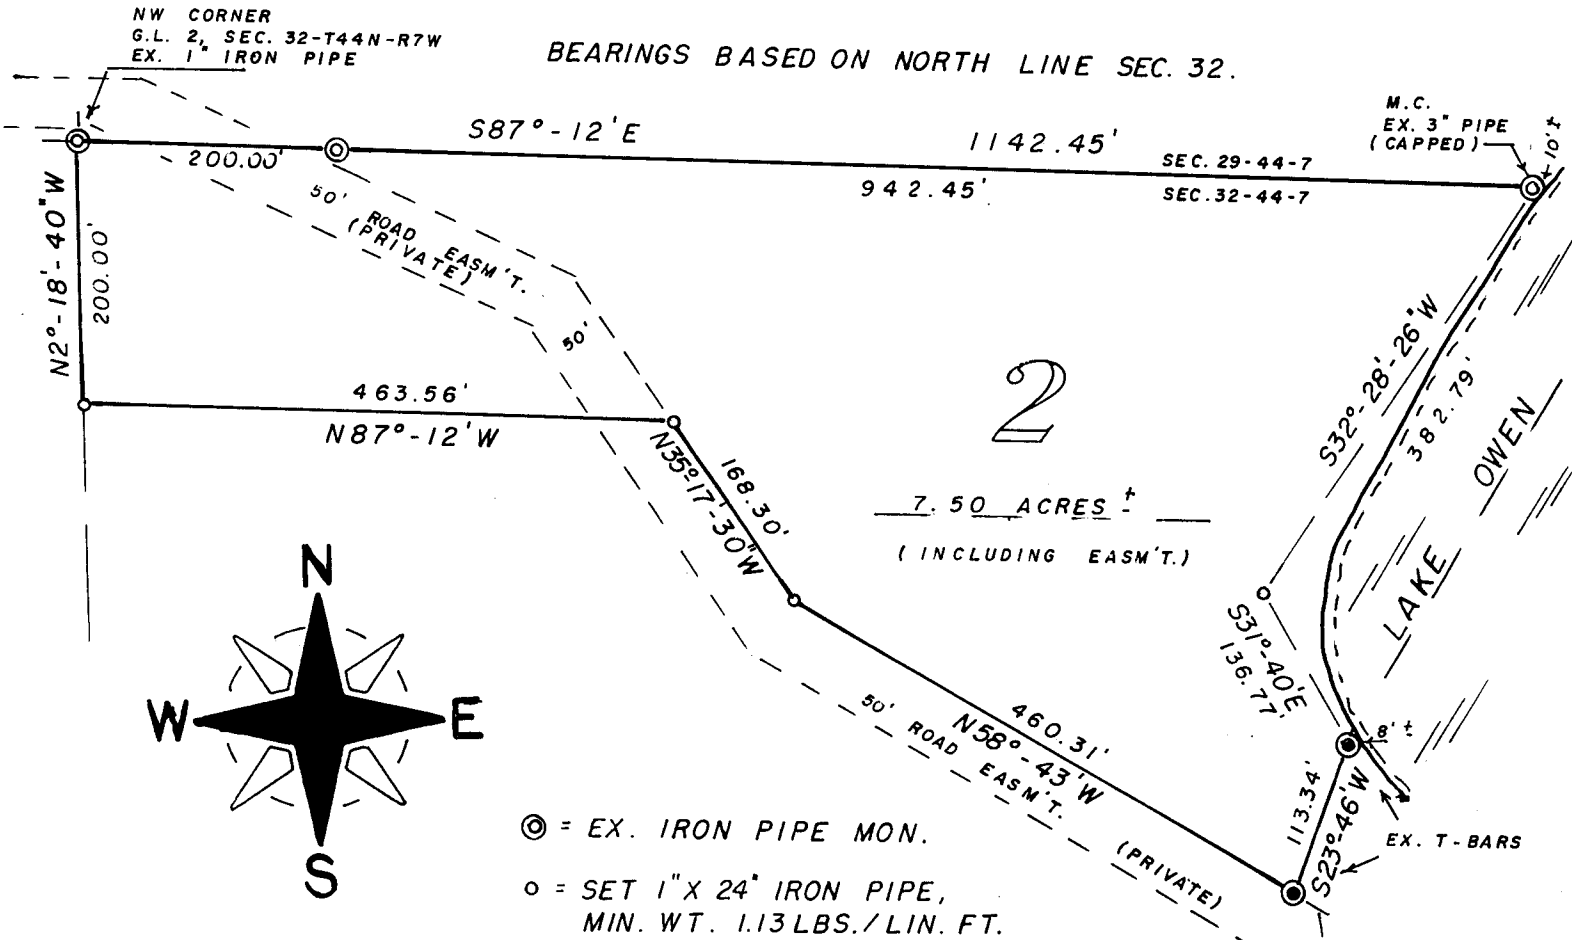 NW CORNER
G.L. 2, SEC. 32-T44N-R7W
EX. 1" IRON PIPE
BEARINGS BASED ON NORTH LINE SEC. 32.
M.C.
EX. 3" PIPE
(CAPPED)
10' ±
S87°-12'E
1142.45'
200.00'
942.45'
SEC. 29-44-7
SEC. 32-44-7
N2°-18'-40"W
200.00'
50' ROAD EASM'T.
(PRIVATE)
50'
463.56'
N87°-12'W
168.30'
N35°-17'-30"W
2
7.50 ACRES ±
(INCLUDING EASM'T.)
S32°-28'-26"W
382.79'
LAKE OWEN
S31°-40'E
136.77'
8' ±
460.31'
N58°-43'W
50' ROAD EASM'T.
(PRIVATE)
113.34'
S23°-46'W
EX. T-BARS
N
W
E
S
= EX. IRON PIPE MON.
= SET 1" X 24" IRON PIPE,
MIN. WT. 1.13 LBS./LIN. FT.